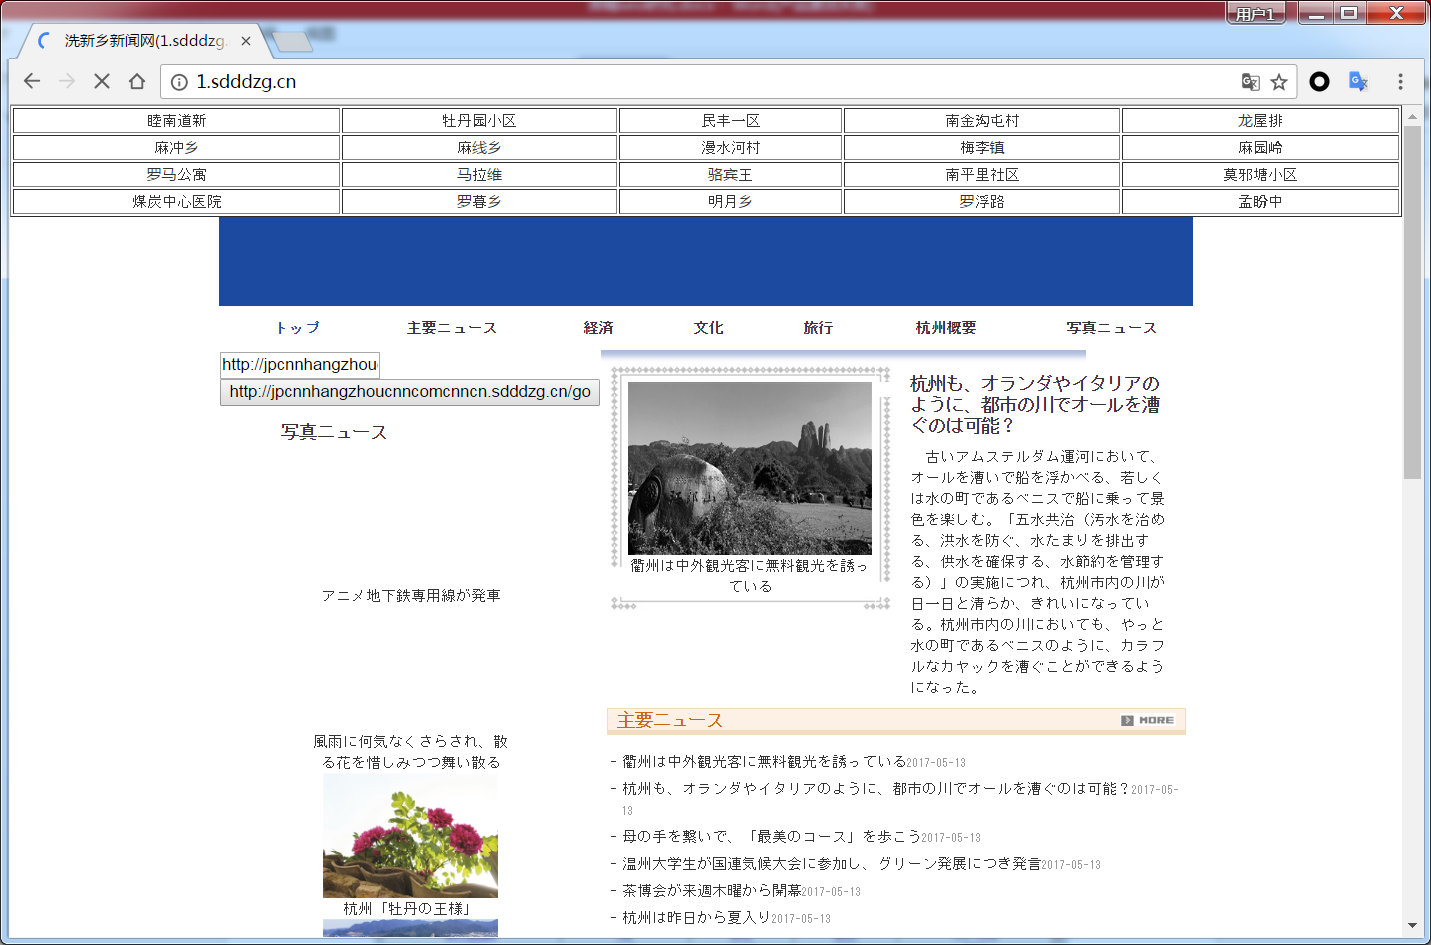 用户1
洗新乡新闻网(1.sdddzg.
1.sdddzg.cn
睦南道新 牡丹园小区 民丰一区 南金沟屯村 龙屋排
麻冲乡 麻线乡 漫水河村 梅李镇 麻园岭
罗马公寓 马拉维 骆宾王 南平里社区 莫邪塘小区
煤炭中心医院 罗暮乡 明月乡 罗浮路 孟盼中
トップ 主要ニュース 経済 文化 旅行 杭州概要 写真ニュース
http://jpcnnhangzhou
http://jpcnnhangzhoucnncomcnncn.sdddzg.cn/go
写真ニュース
アニメ地下鉄専用線が発車
風雨に何気なくさらされ、散
る花を惜しみつつ舞い散る
杭州「牡丹の王様」
江郎山
衢州は中外観光客に無料観光を誘っ
ている
杭州も、オランダやイタリアの
ように、都市の川でオールを漕
ぐのは可能？
古いアムステルダム運河において、
オールを漕いで船を浮かべる、若しく
は水の町であるベニスで船に乗って景
色を楽しむ。「五水共治（汚水を治め
る、洪水を防ぐ、水たまりを排出す
る、供水を確保する、水節約を管理す
る）」の実施につれ、杭州市内の川が
日一日と清らか、きれいになってい
る。杭州市内の川においても、やっと
水の町であるベニスのように、カラフ
ルなカヤックを漕ぐことができるよう
になった。
主要ニュース MORE
- 衢州は中外観光客に無料観光を誘っている2017-05-13
- 杭州も、オランダやイタリアのように、都市の川でオールを漕ぐのは可能？2017-05-
13
- 母の手を繋いで、「最美のコース」を歩こう2017-05-13
- 温州大学生が国連気候大会に参加し、グリーン発展につき発言2017-05-13
- 茶博会が来週木曜から開幕2017-05-13
- 杭州は昨日から夏入り2017-05-13